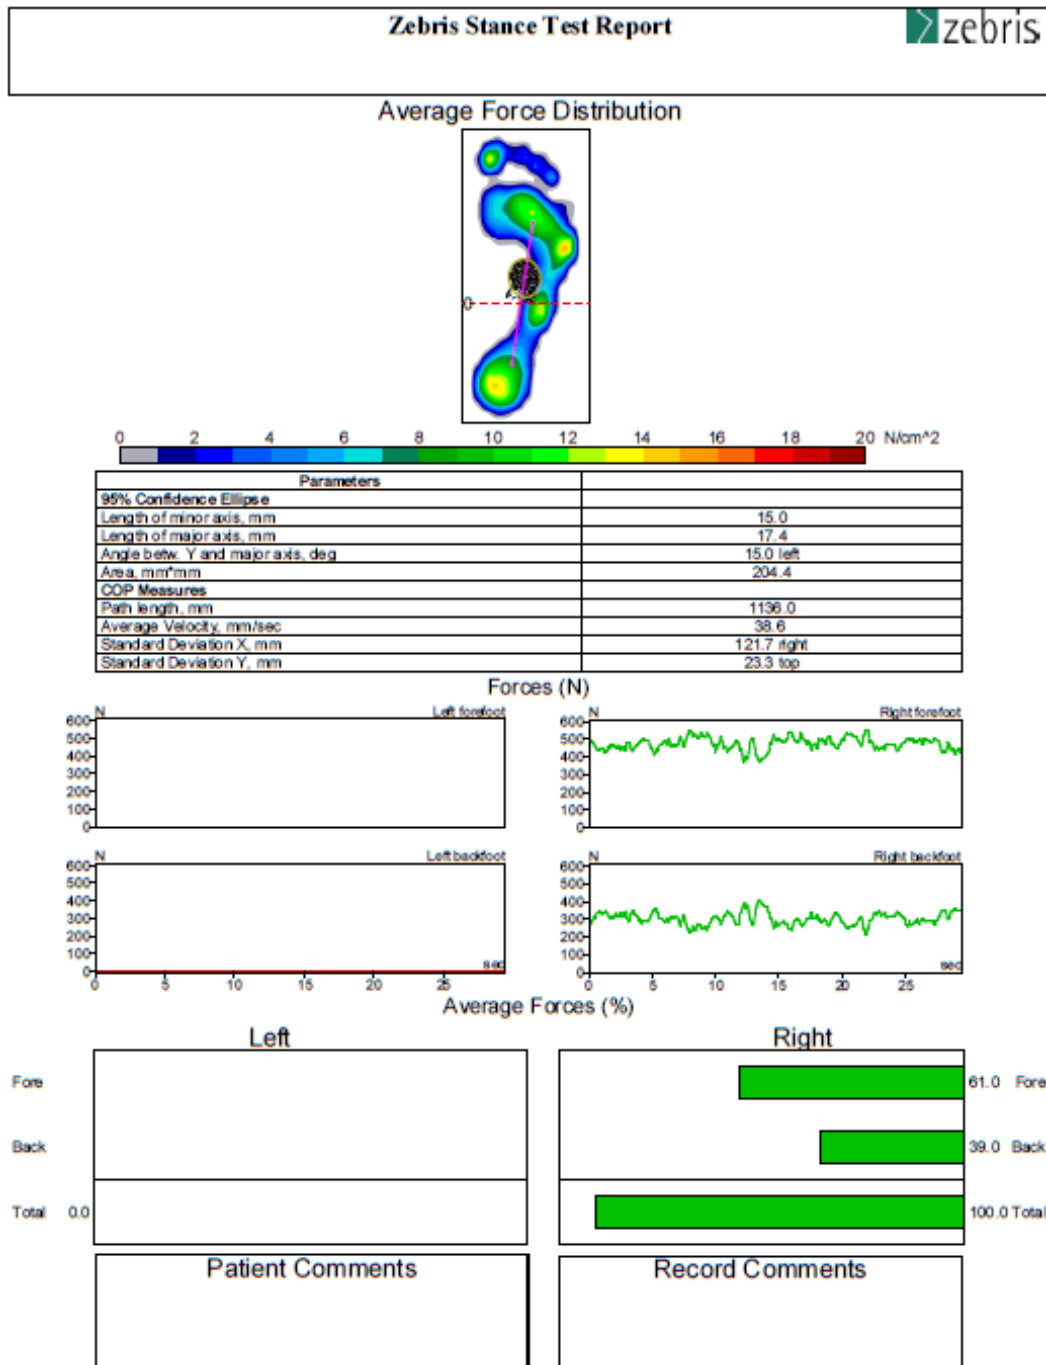 Zebris Stance Test Report
zebris
Average Force Distribution
0
0 2 4 6 8 10 12 14 16 18 20 N/cm^2
Parameters
95% Confidence Ellipse
Length of minor axis, mm 15.0
Length of major axis, mm 17.4
Angle betw. Y and major axis, deg 15.0 left
Area, mm*mm 204.4
COP Measures
Path length, mm 1136.0
Average Velocity, mm/sec 38.6
Standard Deviation X, mm 121.7 right
Standard Deviation Y, mm 23.3 top
Forces (N)
N Left forefoot N Right forefoot
600 600
500 500
400 400
300 300
200 200
100 100
0 0
N Left backfoot N Right backfoot
600 600
500 500
400 400
300 300
200 200
100 100
0 sec 0 sec
0 5 10 15 20 25 0 5 10 15 20 25
Average Forces (%)
Left Right
Fore 61.0 Fore
Back 39.0 Back
Total 0.0 100.0 Total
Patient Comments Record Comments